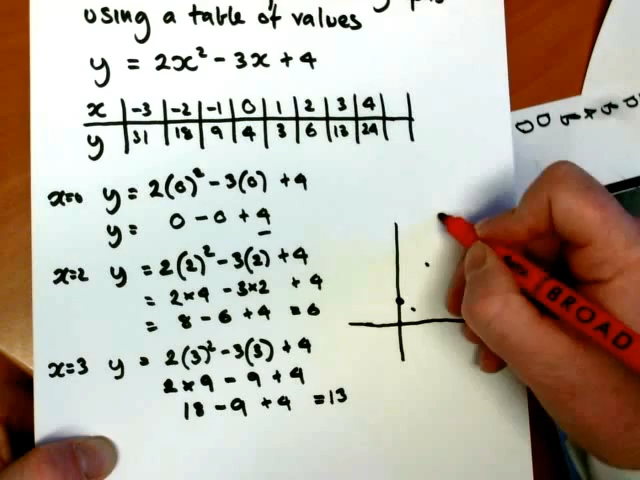 using a table of values
y = 2x² - 3x + 4
x | -3 | -2 | -1 | 0 | 1 | 2 | 3 | 4
y | 31 | 18 | 9 | 4 | 3 | 6 | 13 | 24
x=0 y = 2(0)² - 3(0) + 4
y = 0 - 0 + 4
x=2 y = 2(2)² - 3(2) + 4
= 2×4 - 3×2 + 4
= 8 - 6 + 4 = 6
x=3 y = 2(3)² - 3(3) + 4
2×9 - 9 + 4
18 - 9 + 4 = 13
BROAD